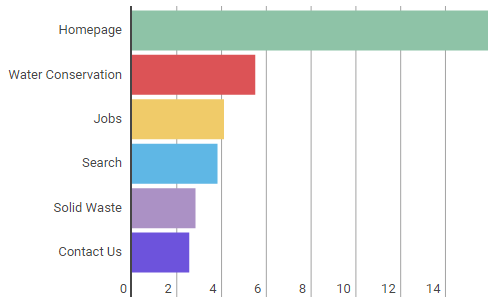 Homepage
Water Conservation
Jobs
Search
Solid Waste
Contact Us
0 2 4 6 8 10 12 14